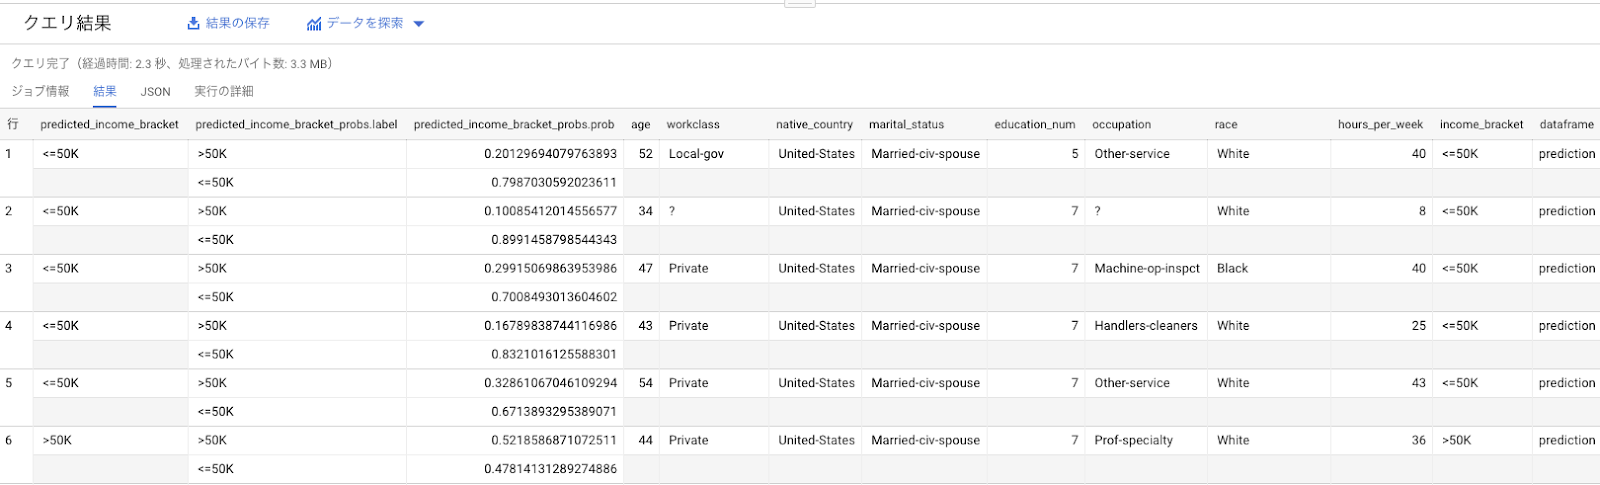 クエリ結果 結果の保存 データを探索
クエリ完了（経過時間: 2.3 秒、処理されたバイト数: 3.3 MB）
ジョブ情報 結果 JSON 実行の詳細
行 predicted_income_bracket predicted_income_bracket_probs.label predicted_income_bracket_probs.prob age workclass native_country marital_status education_num occupation race hours_per_week income_bracket dataframe
1 <=50K >50K 0.20129694079763893 52 Local-gov United-States Married-civ-spouse 5 Other-service White 40 <=50K prediction
<=50K 0.7987030592023611
2 <=50K >50K 0.10085412014556577 34 ? United-States Married-civ-spouse 7 ? White 8 <=50K prediction
<=50K 0.8991458798544343
3 <=50K >50K 0.29915069863953986 47 Private United-States Married-civ-spouse 7 Machine-op-inspct Black 40 <=50K prediction
<=50K 0.7008493013604602
4 <=50K >50K 0.16789838744116986 43 Private United-States Married-civ-spouse 7 Handlers-cleaners White 25 <=50K prediction
<=50K 0.8321016125588301
5 <=50K >50K 0.32861067046109294 54 Private United-States Married-civ-spouse 7 Other-service White 43 <=50K prediction
<=50K 0.6713893295389071
6 >50K >50K 0.5218586871072511 44 Private United-States Married-civ-spouse 7 Prof-specialty White 36 >50K prediction
<=50K 0.47814131289274886